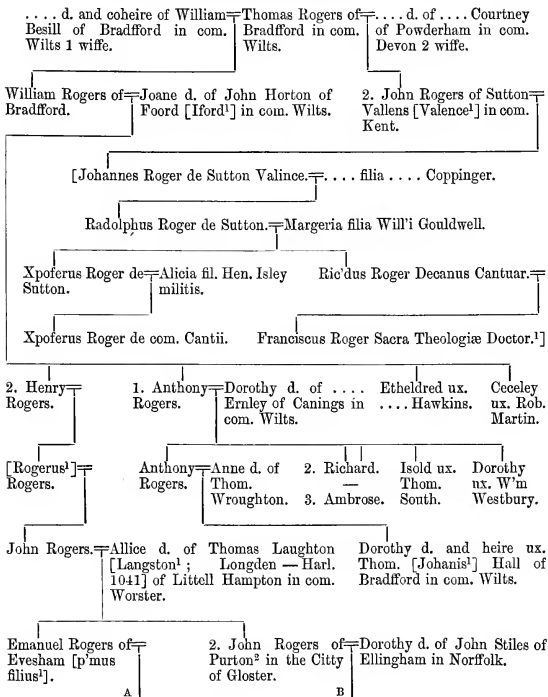 . . . . d. and coheire of William
Besill of Bradfford in com.
Wilts 1 wiffe.
Thomas Rogers of
Bradfford in com.
Wilts.
. . . . d. of . . . . Courtney
of Powderham in com.
Devon 2 wiffe.
William Rogers of
Bradfford.
Joane d. of John Horton of
Foord [Iford¹] in com. Wilts.
2. John Rogers of Sutton
Vallens [Valence¹] in com.
Kent.
[Johannes Roger de Sutton Valince. . . . . filia . . . . Coppinger.
Radolphus Roger de Sutton. Margeria filia Will'i Gouldwell.
Xpoferus Roger de
Sutton.
Alicia fil. Hen. Isley
militis.
Ric'dus Roger Decanus Cantuar.
Xpoferus Roger de com. Cantii.
Franciscus Roger Sacra Theologiæ Doctor.¹]
2. Henry
Rogers.
1. Anthony
Rogers.
Dorothy d. of . . . .
Ernley of Canings in
com. Wilts.
Etheldred ux.
. . . . Hawkins.
Ceceley
ux. Rob.
Martin.
[Rogerus¹]
Rogers.
Anthony
Rogers.
Anne d. of
Thom.
Wroughton.
2. Richard.
—
3. Ambrose.
Isold ux.
Thom.
South.
Dorothy
ux. W'm
Westbury.
John Rogers.
Allice d. of Thomas Laughton
[Langston¹ ; Longden — Harl.
1041] of Littell Hampton in com.
Worster.
Dorothy d. and heire ux.
Thom. [Johanis¹] Hall of
Bradfford in com. Wilts.
Emanuel Rogers of
Evesham [p'mus
filius¹].
A
2. John Rogers of
Purton² in the Citty
of Gloster.
B
Dorothy d. of John Stiles of
Ellingham in Norffolk.